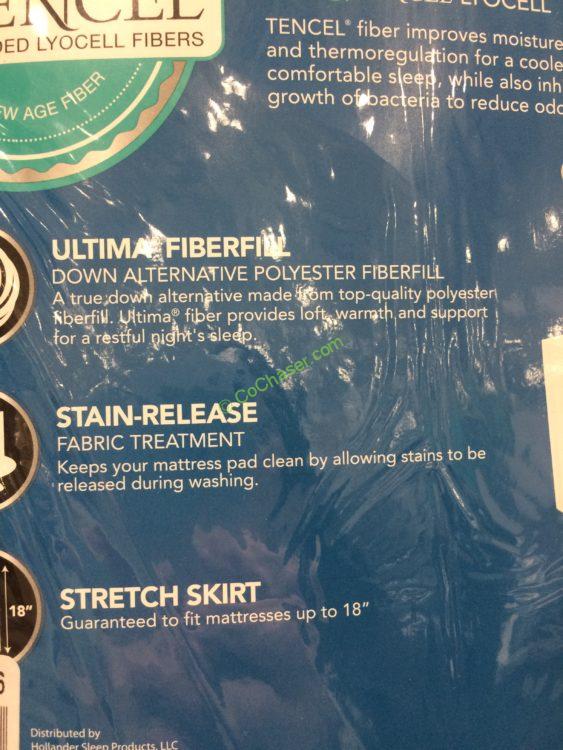 TENCEL
DED LYOCELL FIBERS
EW AGE FIBER
LYOCELL
TENCEL® fiber improves moisture
and thermoregulation for a coole
comfortable sleep, while also inh
growth of bacteria to reduce odo
ULTIMA® FIBERFILL
DOWN ALTERNATIVE POLYESTER FIBERFILL
A true down alternative made from top-quality polyester
fiberfill. Ultima® fiber provides loft, warmth and support
for a restful night's sleep.
© CoChaser.com
STAIN-RELEASE
FABRIC TREATMENT
Keeps your mattress pad clean by allowing stains to be
released during washing.
18"
STRETCH SKIRT
Guaranteed to fit mattresses up to 18"
6
Distributed by
Hollander Sleep Products, LLC